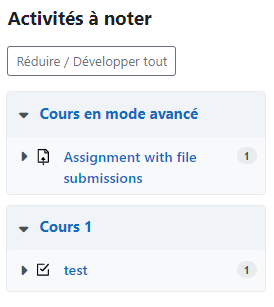 Activités à noter
Réduire / Développer tout
Cours en mode avancé
Assignment with file 1
submissions
Cours 1
test 1